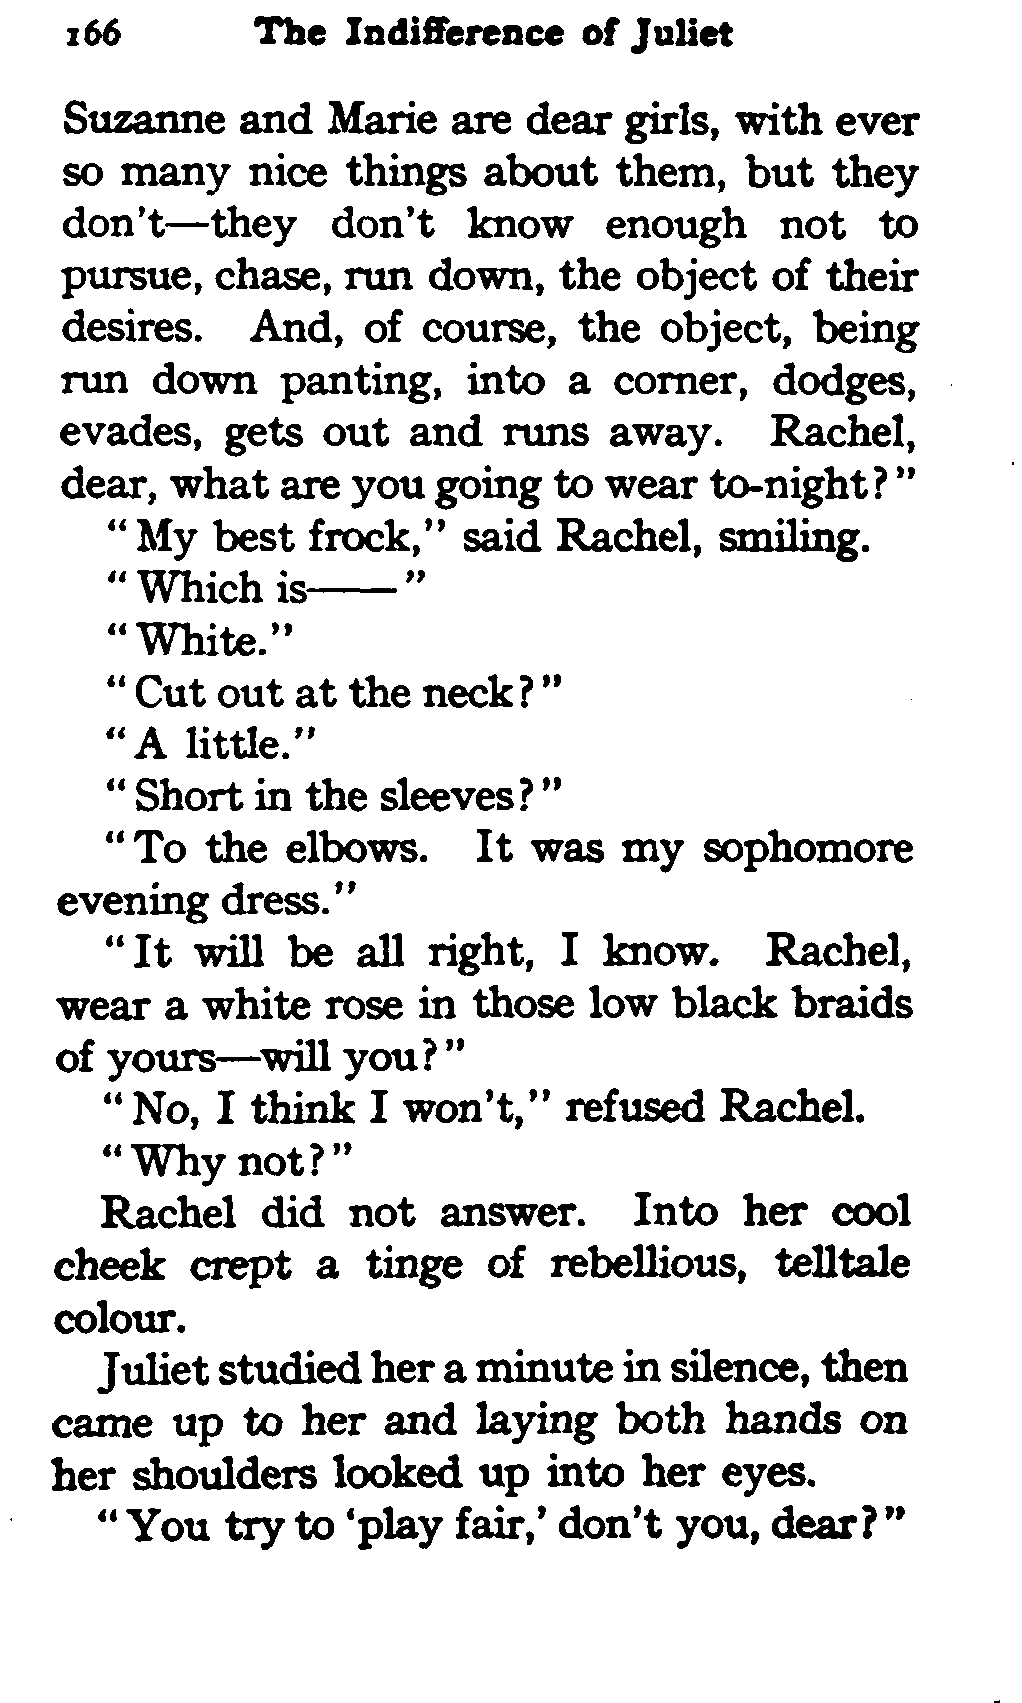 166 The Indifference of Juliet
Suzanne and Marie are dear girls, with ever
so many nice things about them, but they
don't—they don't know enough not to
pursue, chase, run down, the object of their
desires. And, of course, the object, being
run down panting, into a corner, dodges,
evades, gets out and runs away. Rachel,
dear, what are you going to wear to-night?"
"My best frock," said Rachel, smiling.
"Which is——"
"White."
"Cut out at the neck?"
"A little."
"Short in the sleeves?"
"To the elbows. It was my sophomore
evening dress."
"It will be all right, I know. Rachel,
wear a white rose in those low black braids
of yours—will you?"
"No, I think I won't," refused Rachel.
"Why not?"
Rachel did not answer. Into her cool
cheek crept a tinge of rebellious, telltale
colour.
Juliet studied her a minute in silence, then
came up to her and laying both hands on
her shoulders looked up into her eyes.
"You try to 'play fair,' don't you, dear?"